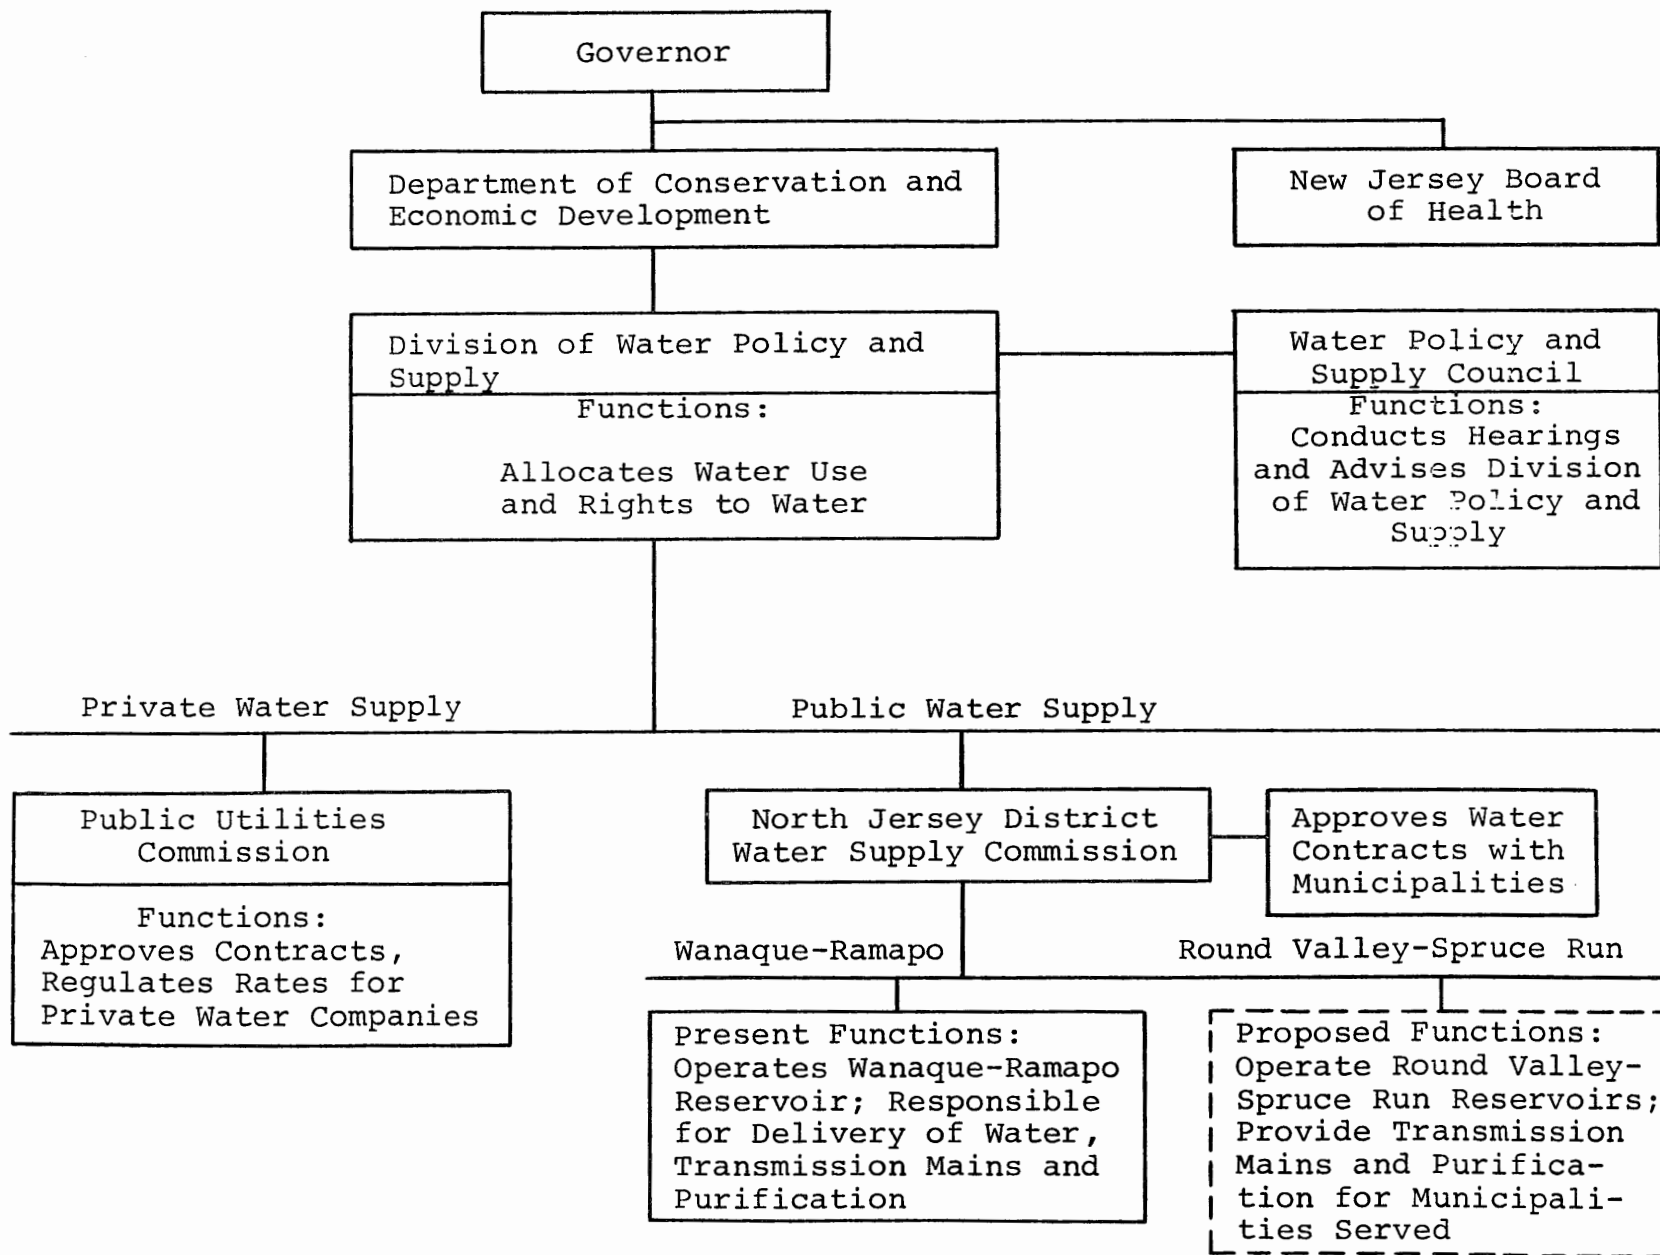 Governor
Department of Conservation and
Economic Development
New Jersey Board
of Health
Division of Water Policy and
Supply
Functions:
Allocates Water Use
and Rights to Water
Water Policy and
Supply Council
Functions:
Conducts Hearings
and Advises Division
of Water Policy and
Supply
Private Water Supply
Public Water Supply
Public Utilities
Commission
Functions:
Approves Contracts,
Regulates Rates for
Private Water Companies
North Jersey District
Water Supply Commission
Approves Water
Contracts with
Municipalities
Wanaque-Ramapo
Round Valley-Spruce Run
Present Functions:
Operates Wanaque-Ramapo
Reservoir; Responsible
for Delivery of Water,
Transmission Mains and
Purification
Proposed Functions:
Operate Round Valley-
Spruce Run Reservoirs;
Provide Transmission
Mains and Purifica-
tion for Municipali-
ties Served